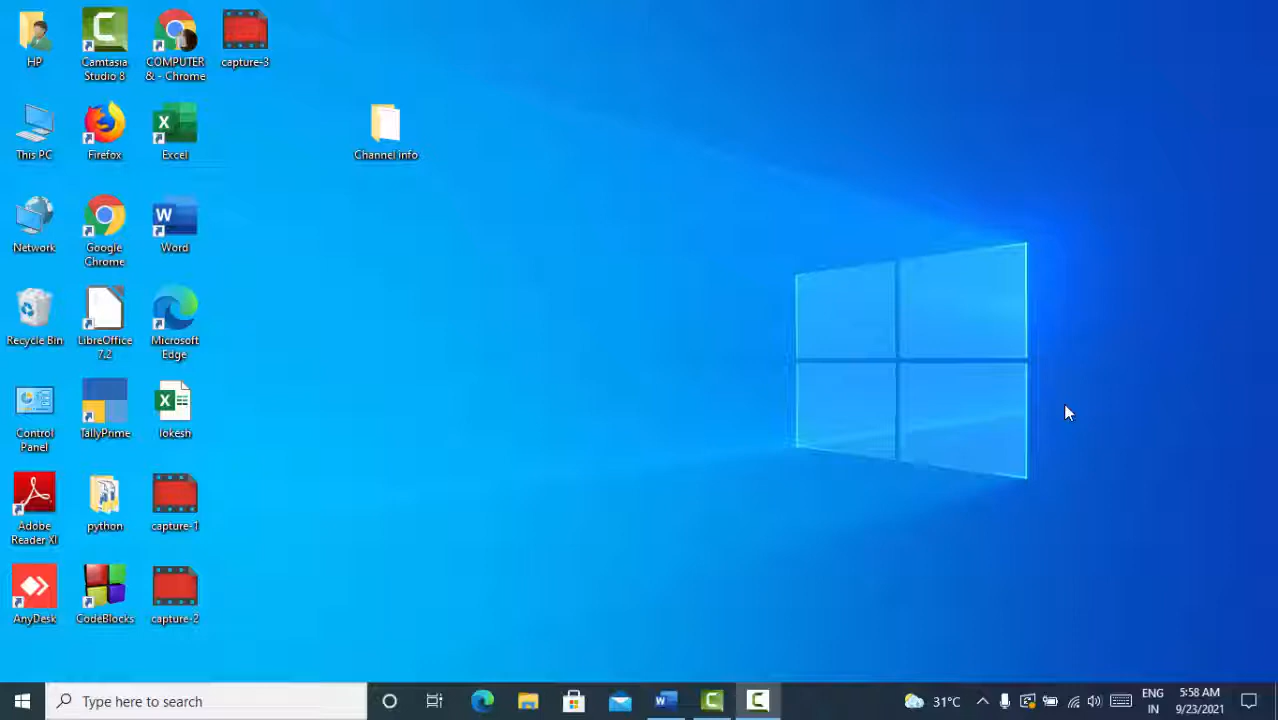 HP
Camtasia
Studio 8
COMPUTER
& - Chrome
capture-3
This PC
Firefox
Excel
Channel info
Network
Google
Chrome
Word
Recycle Bin
LibreOffice
7.2
Microsoft
Edge
Control
Panel
TallyPrime
lokesh
Adobe
Reader XI
python
capture-1
AnyDesk
CodeBlocks
capture-2
Type here to search
31°C
ENG
IN
5:58 AM
9/23/2021